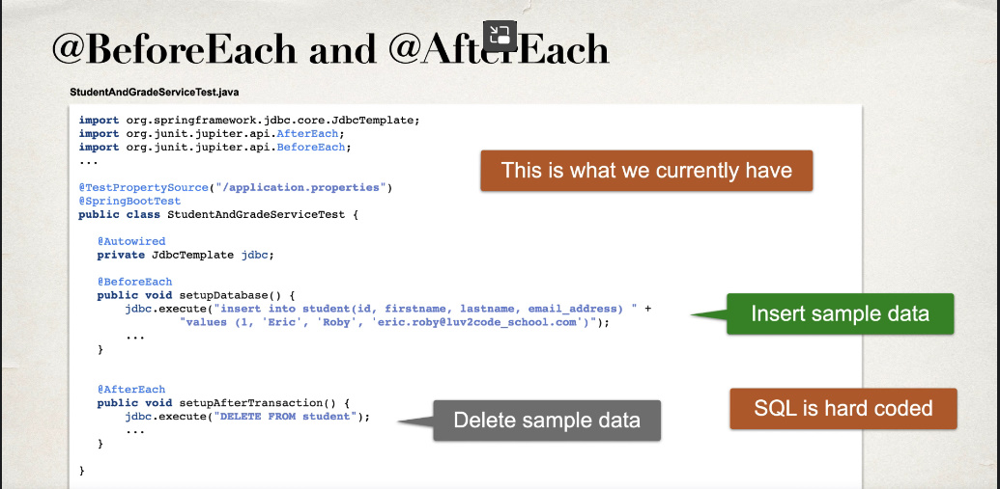 @BeforeEach and @AfterEach
StudentAndGradeServiceTest.java
import org.springframework.jdbc.core.JdbcTemplate;
import org.junit.jupiter.api.AfterEach;
import org.junit.jupiter.api.BeforeEach;
...
This is what we currently have
@TestPropertySource("/application.properties")
@SpringBootTest
public class StudentAndGradeServiceTest {
@Autowired
private JdbcTemplate jdbc;
@BeforeEach
public void setupDatabase() {
jdbc.execute("insert into student(id, firstname, lastname, email_address) " +
"values (1, 'Eric', 'Roby', 'eric.roby@luv2code_school.com')");
...
}
Insert sample data
@AfterEach
public void setupAfterTransaction() {
jdbc.execute("DELETE FROM student");
...
}
Delete sample data
SQL is hard coded
}